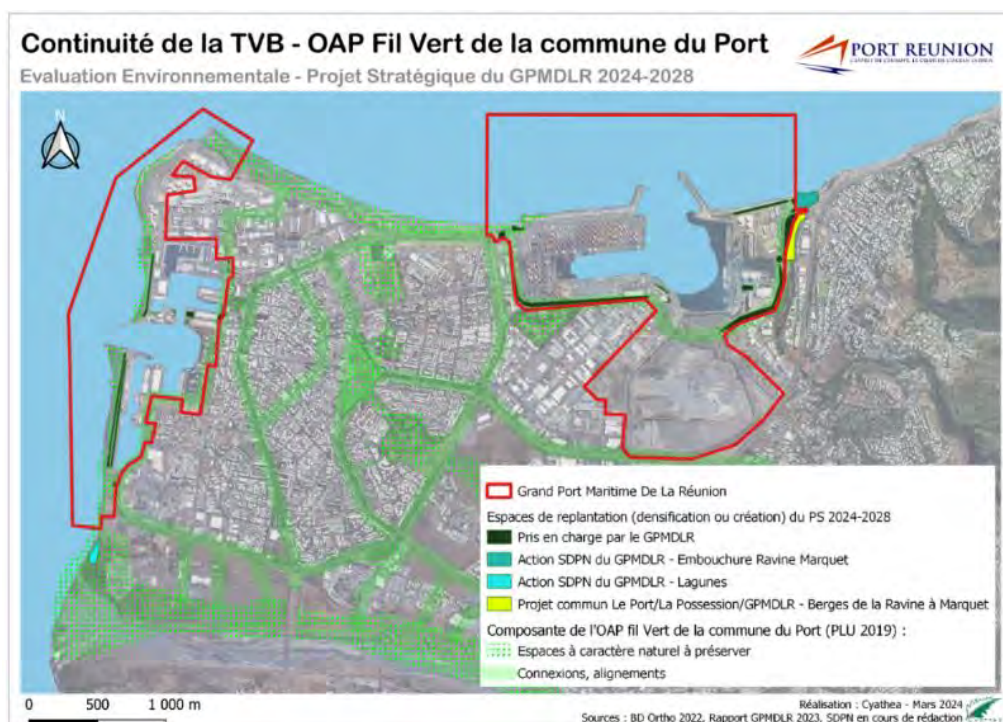 Continuité de la TVB - OAP Fil Vert de la commune du Port
PORT REUNION
Evaluation Environnementale - Projet Stratégique du GPMDLR 2024-2028
N
Grand Port Maritime De La Réunion
Espaces de replantation (densification ou création) du PS 2024-2028
Pris en charge par le GPMDLR
Action SDPN du GPMDLR - Embouchure Ravine Marquet
Action SDPN du GPMDLR - Lagunes
Projet commun Le Port/La Possession/GPMDLR - Berges de la Ravine à Marquet
Composante de l'OAP fil Vert de la commune du Port (PLU 2019) :
Espaces à caractère naturel à préserver
Connexions, alignements
0 500 1 000 m
Réalisation : Cyathea - Mars 2024
Sources : BD Ortho 2022, Rapport GPMDLR 2023, SDPN en cours de rédaction